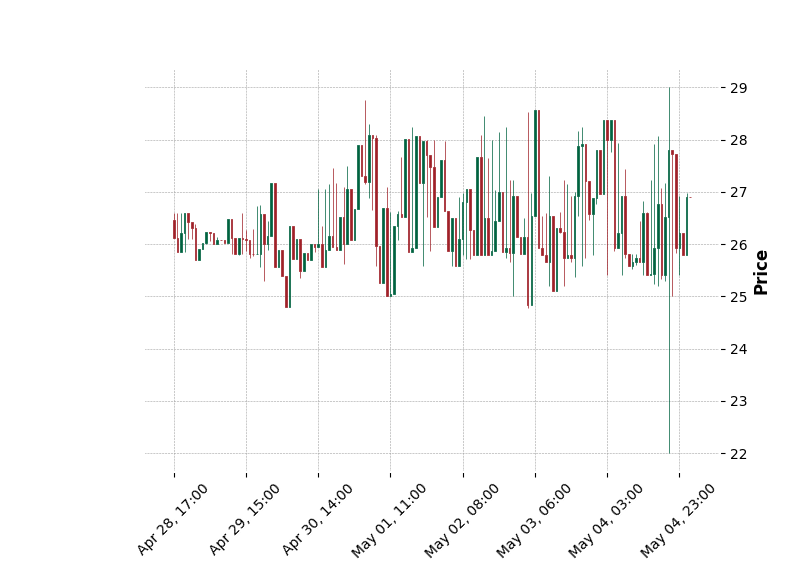 29
28
27
26
25
24
23
22
Price
Apr 28, 17:00
Apr 29, 15:00
Apr 30, 14:00
May 01, 11:00
May 02, 08:00
May 03, 06:00
May 04, 03:00
May 04, 23:00